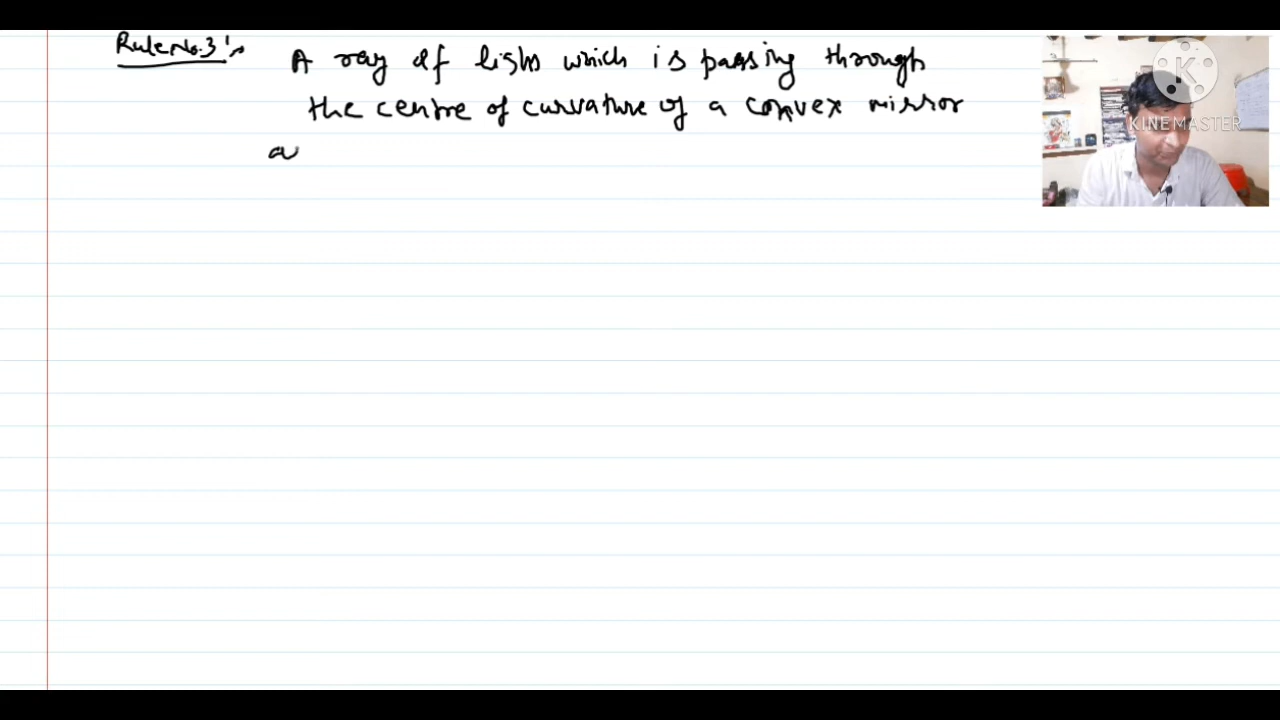 Rule No. 3 :
A ray of light which is passing through
the centre of curvature of a convex mirror
a
K
KINEMASTER